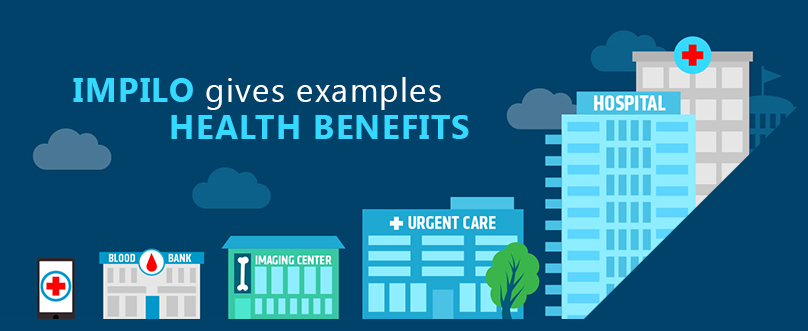 IMPILO gives examples
HEALTH BENEFITS
HOSPITAL
URGENT CARE
BLOOD BANK
IMAGING CENTER